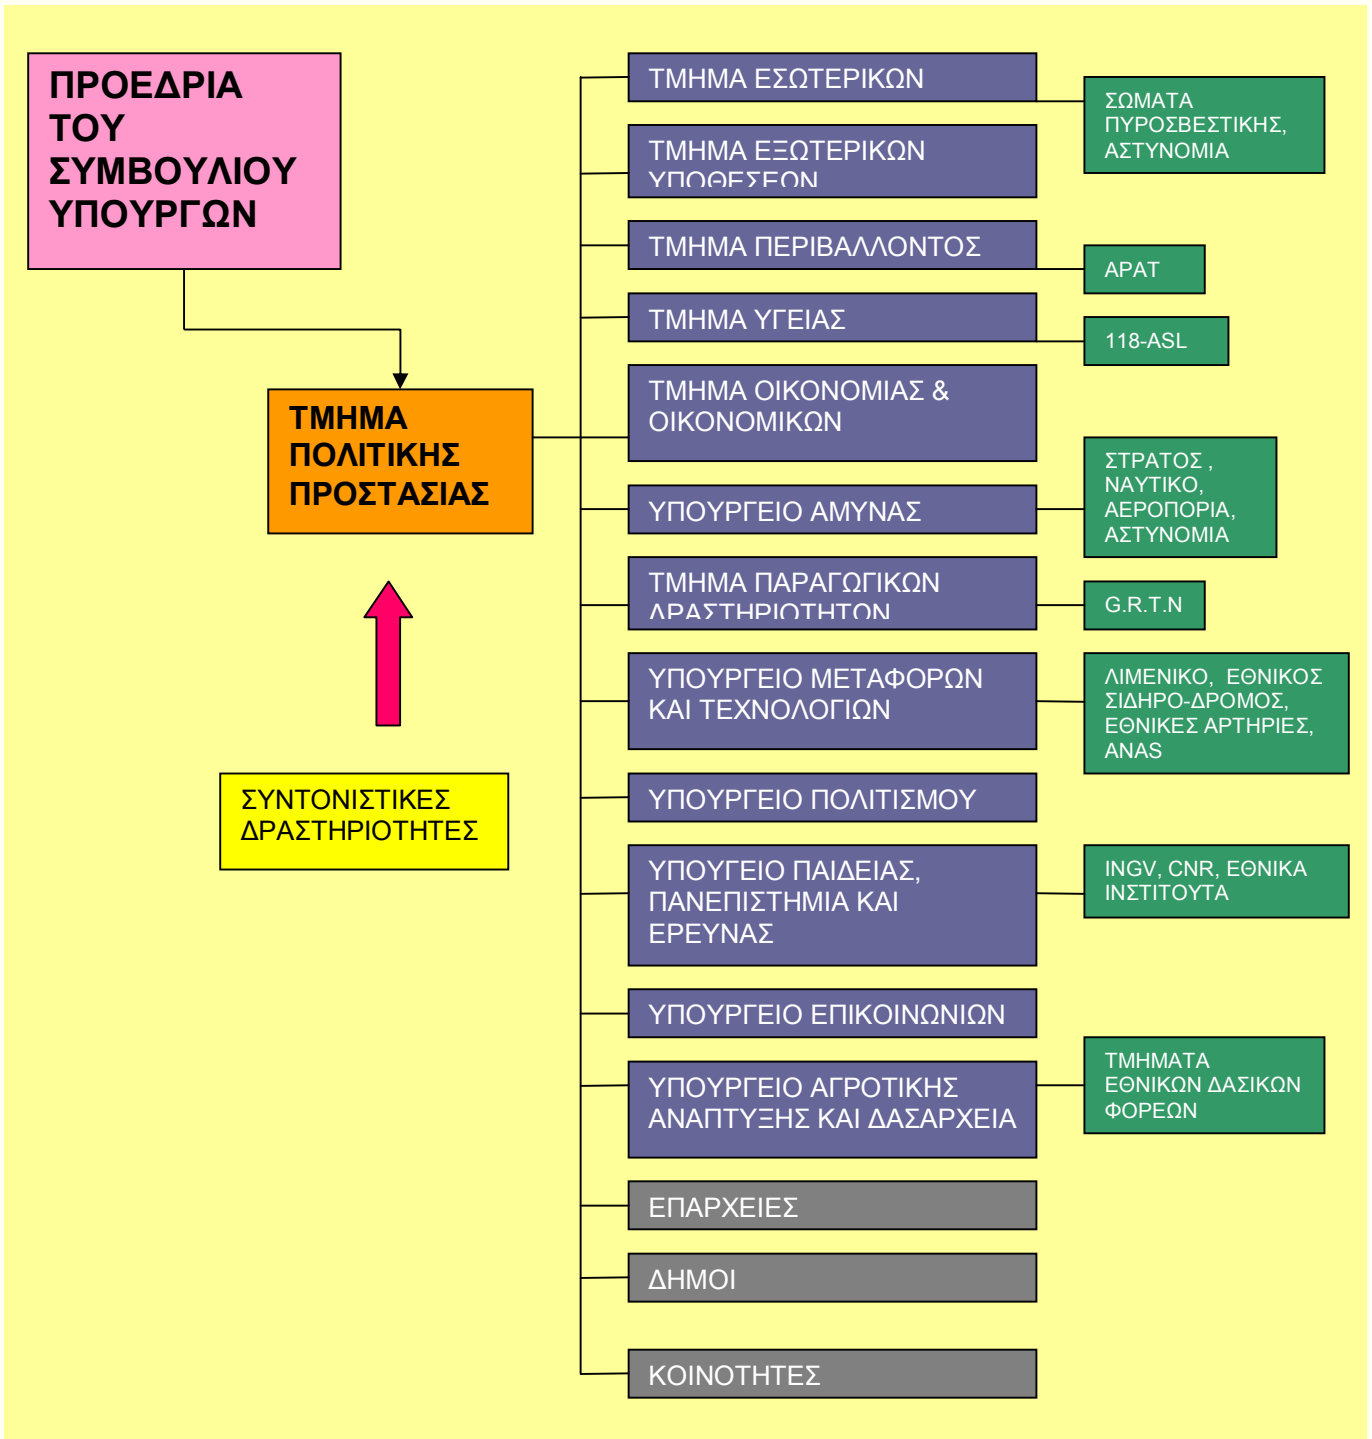 ΠΡΟΕΔΡΙΑ
ΤΟΥ
ΣΥΜΒΟΥΛΙΟΥ
ΥΠΟΥΡΓΩΝ
ΤΜΗΜΑ
ΠΟΛΙΤΙΚΗΣ
ΠΡΟΣΤΑΣΙΑΣ
ΣΥΝΤΟΝΙΣΤΙΚΕΣ
ΔΡΑΣΤΗΡΙΟΤΗΤΕΣ
ΤΜΗΜΑ ΕΣΩΤΕΡΙΚΩΝ
ΣΩΜΑΤΑ
ΠΥΡΟΣΒΕΣΤΙΚΗΣ,
ΑΣΤΥΝΟΜΙΑ
ΤΜΗΜΑ ΕΞΩΤΕΡΙΚΩΝ
ΥΠΟΘΕΣΕΩΝ
ΤΜΗΜΑ ΠΕΡΙΒΑΛΛΟΝΤΟΣ
APAT
ΤΜΗΜΑ ΥΓΕΙΑΣ
118-ASL
ΤΜΗΜΑ ΟΙΚΟΝΟΜΙΑΣ &
ΟΙΚΟΝΟΜΙΚΩΝ
ΥΠΟΥΡΓΕΙΟ ΑΜΥΝΑΣ
ΣΤΡΑΤΟΣ ,
ΝΑΥΤΙΚΟ,
ΑΕΡΟΠΟΡΙΑ,
ΑΣΤΥΝΟΜΙΑ
ΤΜΗΜΑ ΠΑΡΑΓΩΓΙΚΩΝ
ΔΡΑΣΤΗΡΙΟΤΗΤΩΝ
G.R.T.N
ΥΠΟΥΡΓΕΙΟ ΜΕΤΑΦΟΡΩΝ
ΚΑΙ ΤΕΧΝΟΛΟΓΙΩΝ
ΛΙΜΕΝΙΚΟ, ΕΘΝΙΚΟΣ
ΣΙΔΗΡΟ-ΔΡΟΜΟΣ,
ΕΘΝΙΚΕΣ ΑΡΤΗΡΙΕΣ,
ANAS
ΥΠΟΥΡΓΕΙΟ ΠΟΛΙΤΙΣΜΟΥ
ΥΠΟΥΓΕΙΟ ΠΑΙΔΕΙΑΣ,
ΠΑΝΕΠΙΣΤΗΜΙΑ ΚΑΙ
ΕΡΕΥΝΑΣ
INGV, CNR, ΕΘΝΙΚΑ
ΙΝΣΤΙΤΟΥΤΑ
ΥΠΟΥΡΓΕΙΟ ΕΠΙΚΟΙΝΩΝΙΩΝ
ΥΠΟΥΡΓΕΙΟ ΑΓΡΟΤΙΚΗΣ
ΑΝΑΠΤΥΞΗΣ ΚΑΙ ΔΑΣΑΡΧΕΙΑ
ΤΜΗΜΑΤΑ
ΕΘΝΙΚΩΝ ΔΑΣΙΚΩΝ
ΦΟΡΕΩΝ
ΕΠΑΡΧΕΙΕΣ
ΔΗΜΟΙ
ΚΟΙΝΟΤΗΤΕΣ